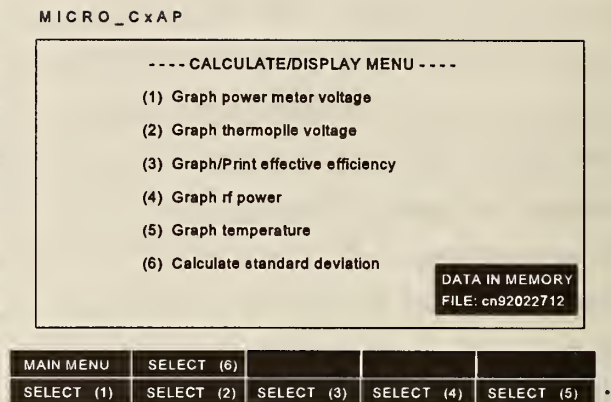 MICRO_CxAP
---- CALCULATE/DISPLAY MENU ----
(1) Graph power meter voltage
(2) Graph thermopile voltage
(3) Graph/Print effective efficiency
(4) Graph rf power
(5) Graph temperature
(6) Calculate standard deviation
DATA IN MEMORY
FILE: cn92022712
MAIN MENU SELECT (6)
SELECT (1) SELECT (2) SELECT (3) SELECT (4) SELECT (5)